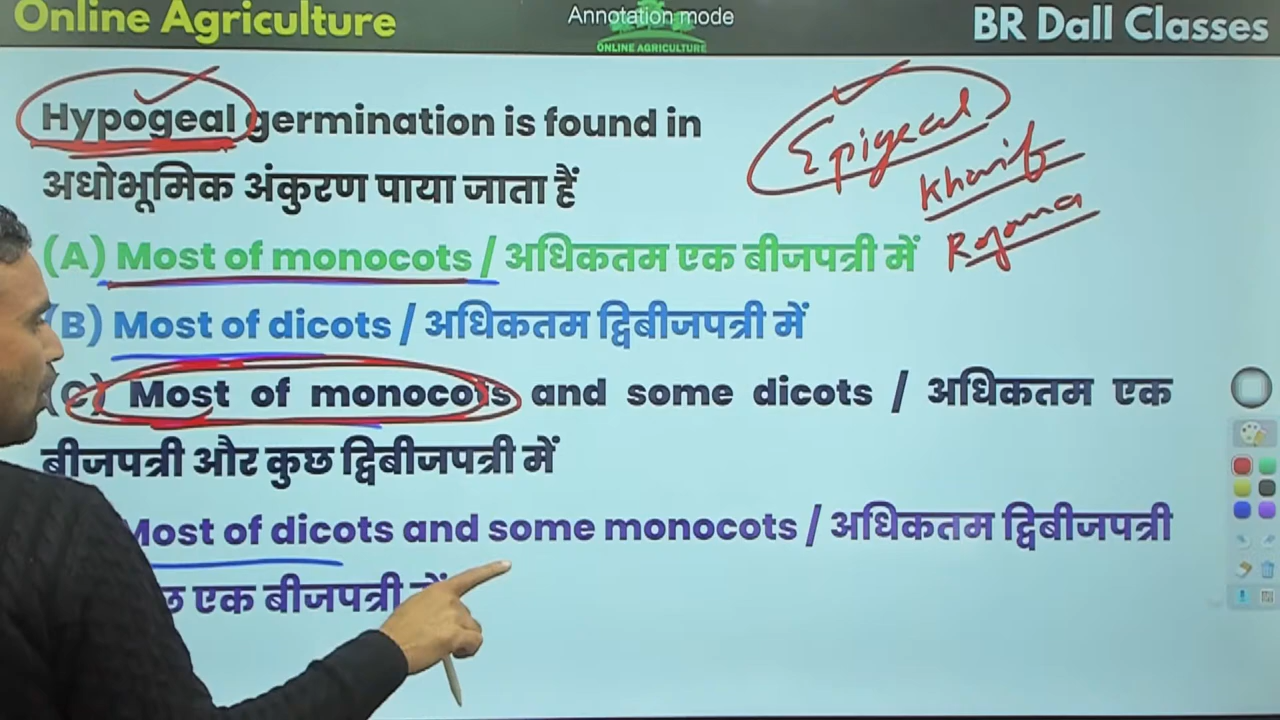 Online Agriculture
Annotation mode
ONLINE AGRICULTURE
BR Dall Classes
Hypogeal germination is found in
अधोभूमिक अंकुरण पाया जाता हैं
Epigeal
Kharif
Rajama
(A) Most of monocots / अधिकतम एक बीजपत्री में
(B) Most of dicots / अधिकतम द्विबीजपत्री में
(C) Most of monocots and some dicots / अधिकतम एक
बीजपत्री और कुछ द्विबीजपत्री में
Most of dicots and some monocots / अधिकतम द्विबीजपत्री
एक बीजपत्री में